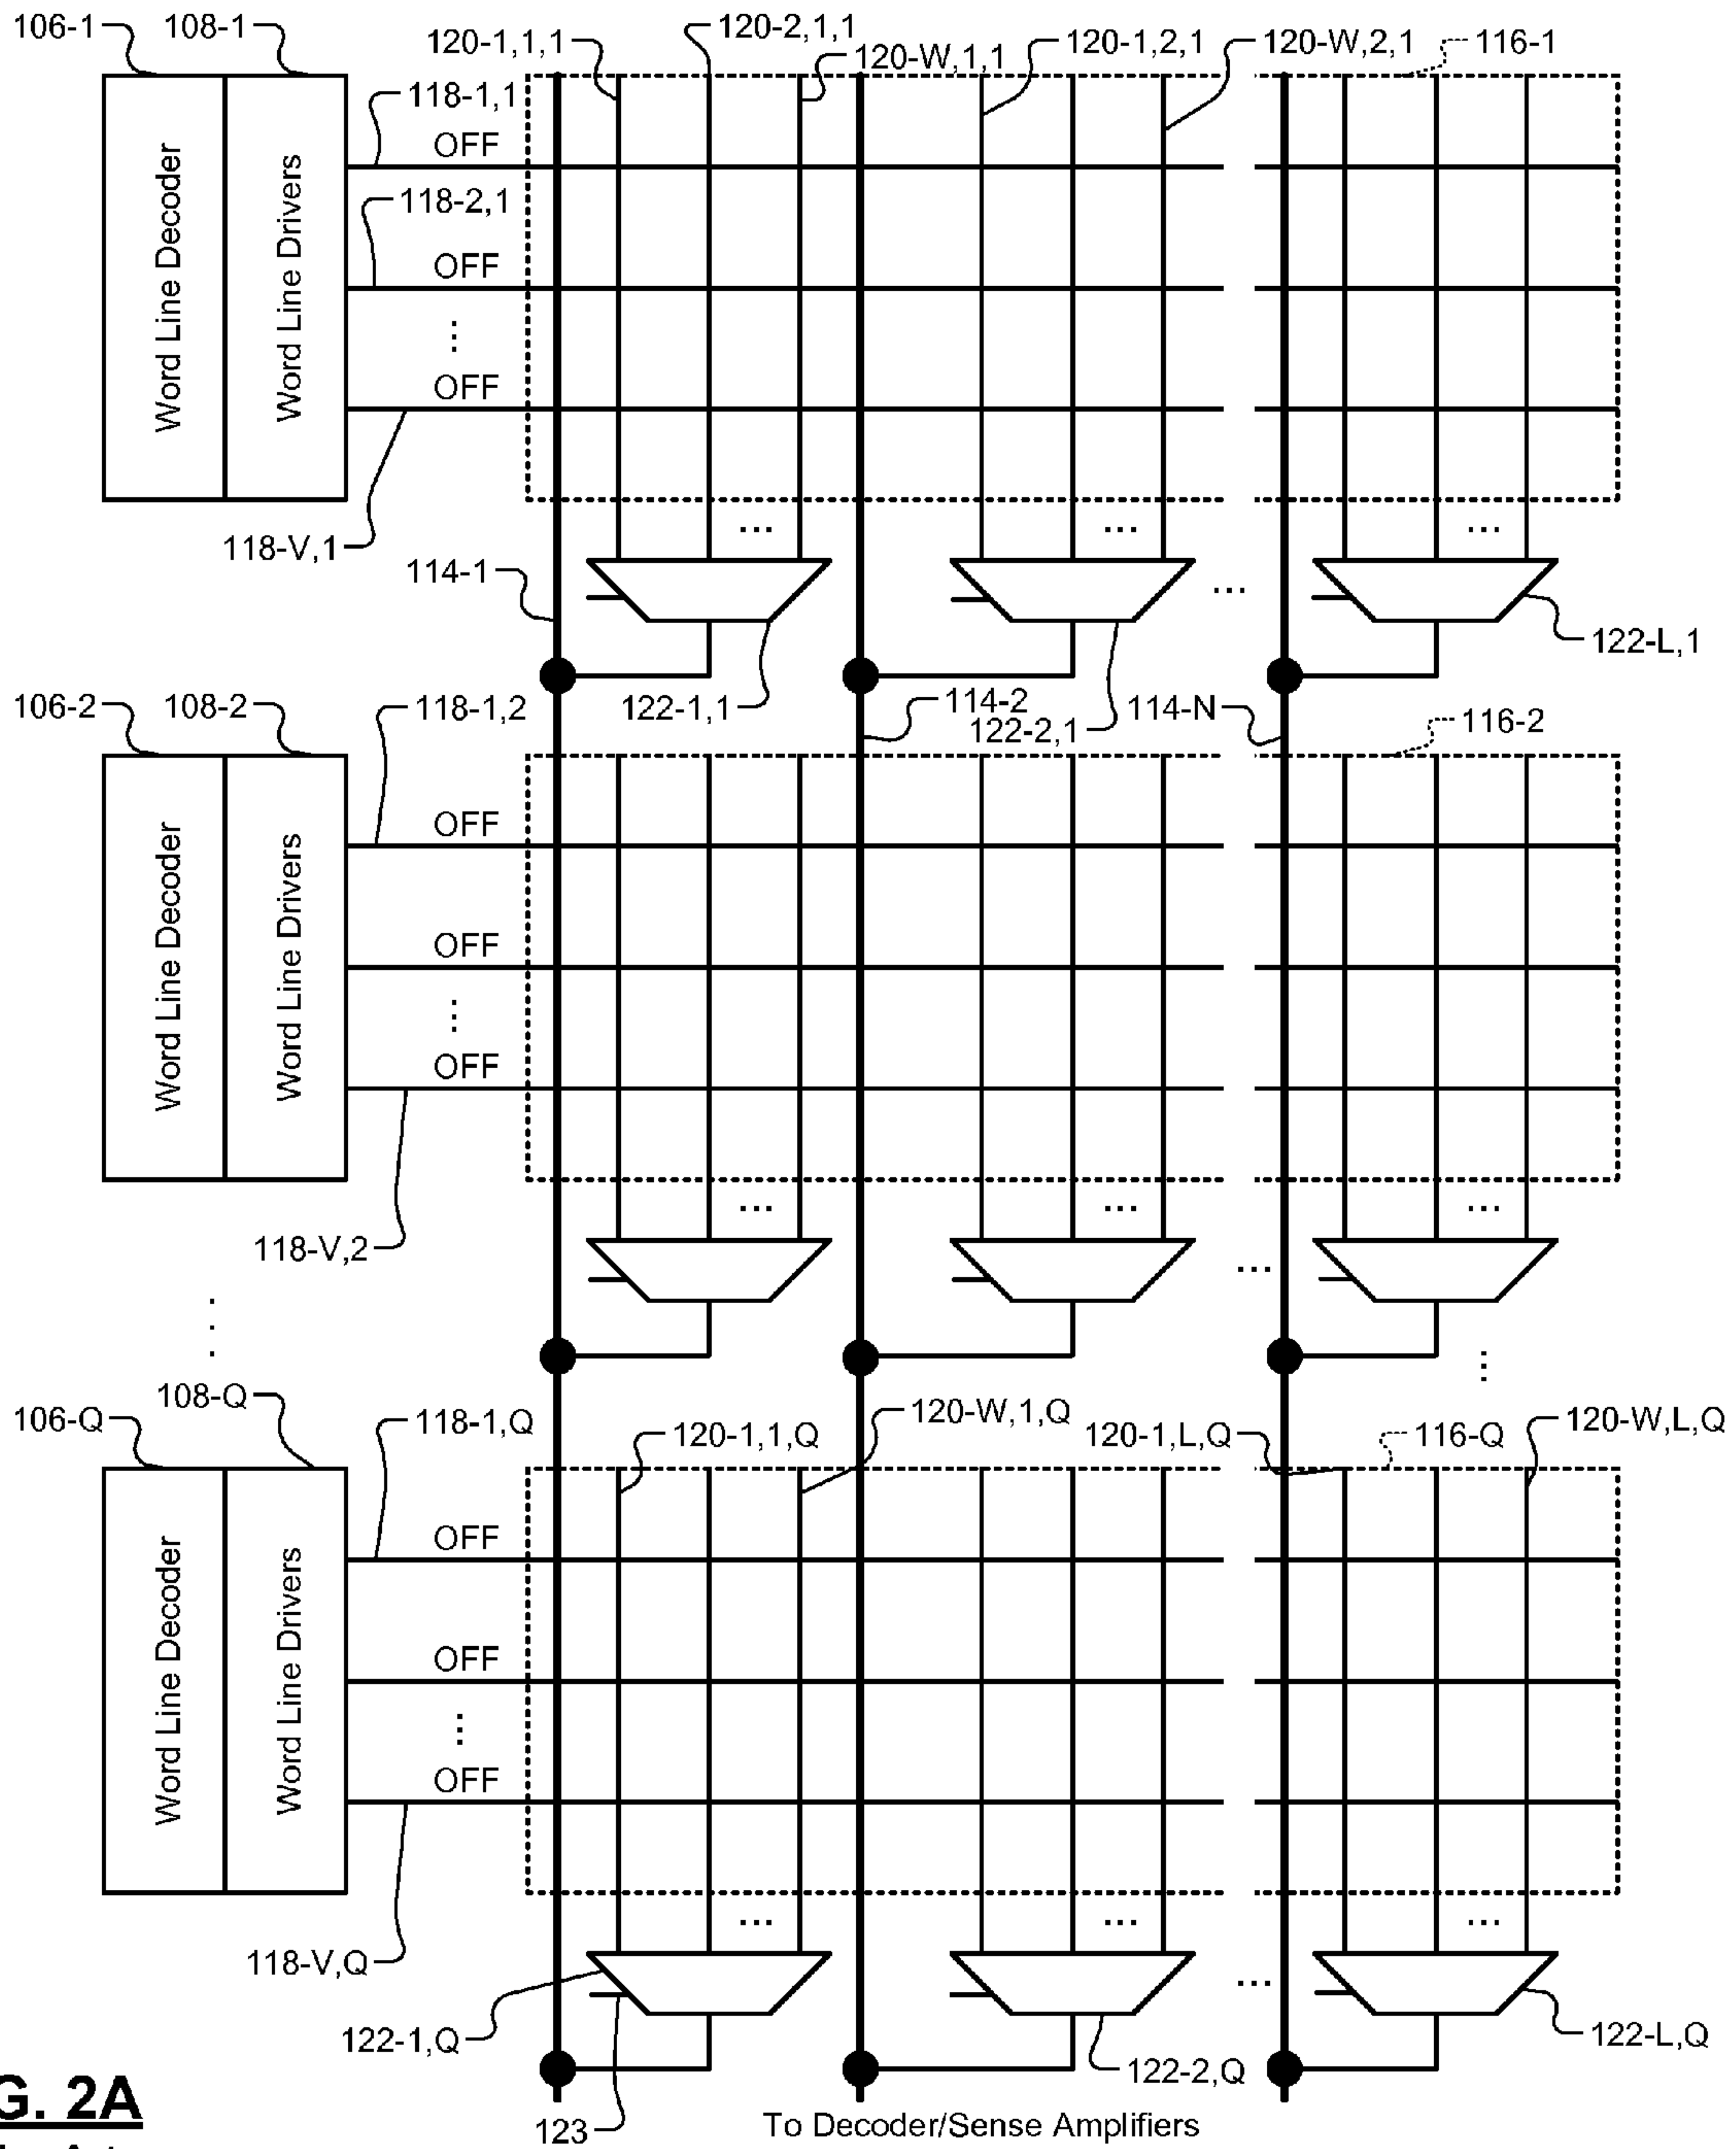 106-1
108-1
120-1,1,1
120-2,1,1
120-W,1,1
120-1,2,1
120-W,2,1
116-1
Word Line Decoder
Word Line Drivers
118-1,1
OFF
118-2,1
OFF
⋮
OFF
118-V,1
...
...
...
114-1
...
122-L,1
106-2
108-2
118-1,2
122-1,1
114-2
122-2,1
114-N
116-2
Word Line Decoder
Word Line Drivers
OFF
OFF
⋮
OFF
118-V,2
...
...
...
...
⋮
⋮
106-Q
108-Q
118-1,Q
120-1,1,Q
120-W,1,Q
120-1,L,Q
116-Q
120-W,L,Q
Word Line Decoder
Word Line Drivers
OFF
OFF
⋮
OFF
118-V,Q
...
...
...
...
122-1,Q
122-2,Q
122-L,Q
G. 2A
123
To Decoder/Sense Amplifiers